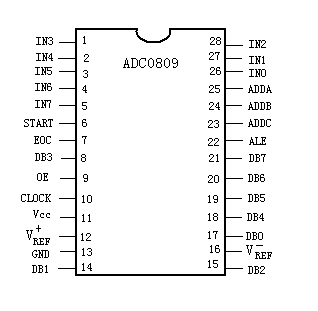 ADC0809
IN3 1 28 IN2
IN4 2 27 IN1
IN5 3 26 IN0
IN6 4 25 ADDA
IN7 5 24 ADDB
START 6 23 ADDC
EOC 7 22 ALE
DB3 8 21 DB7
OE 9 20 DB6
CLOCK 10 19 DB5
Vcc 11 18 DB4
V+REF 12 17 DB0
GND 13 16 V−REF
DB1 14 15 DB2